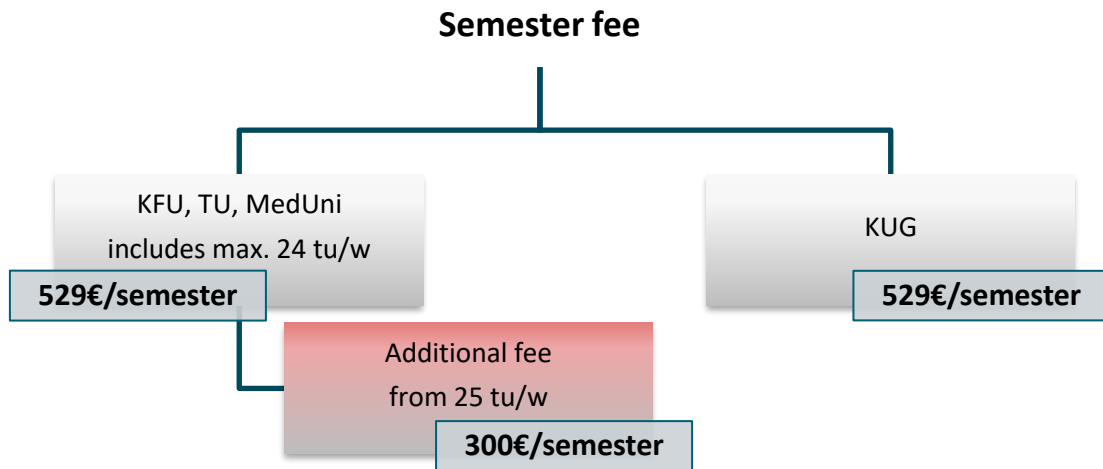 Semester fee
KFU, TU, MedUni
includes max. 24 tu/w
529€/semester
KUG
529€/semester
Additional fee
from 25 tu/w
300€/semester